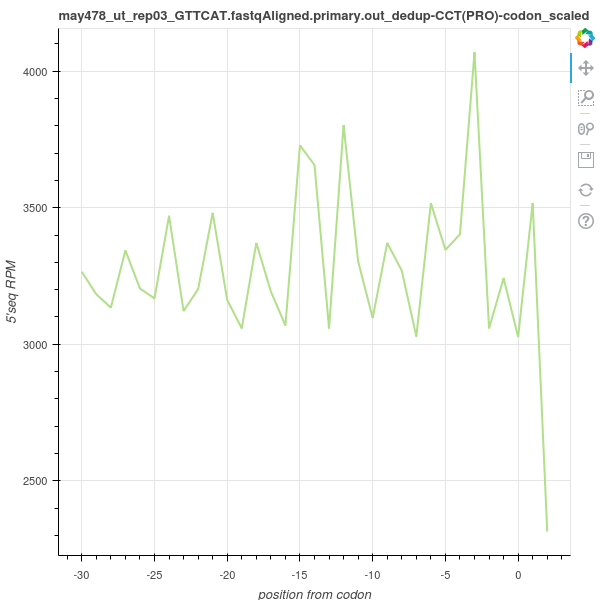 may478_ut_rep03_GTTCAT.fastqAligned.primary.out_dedup-CCT(PRO)-codon_scaled
4000
3500
3000
2500
5'seq RPM
-30 -25 -20 -15 -10 -5 0
position from codon